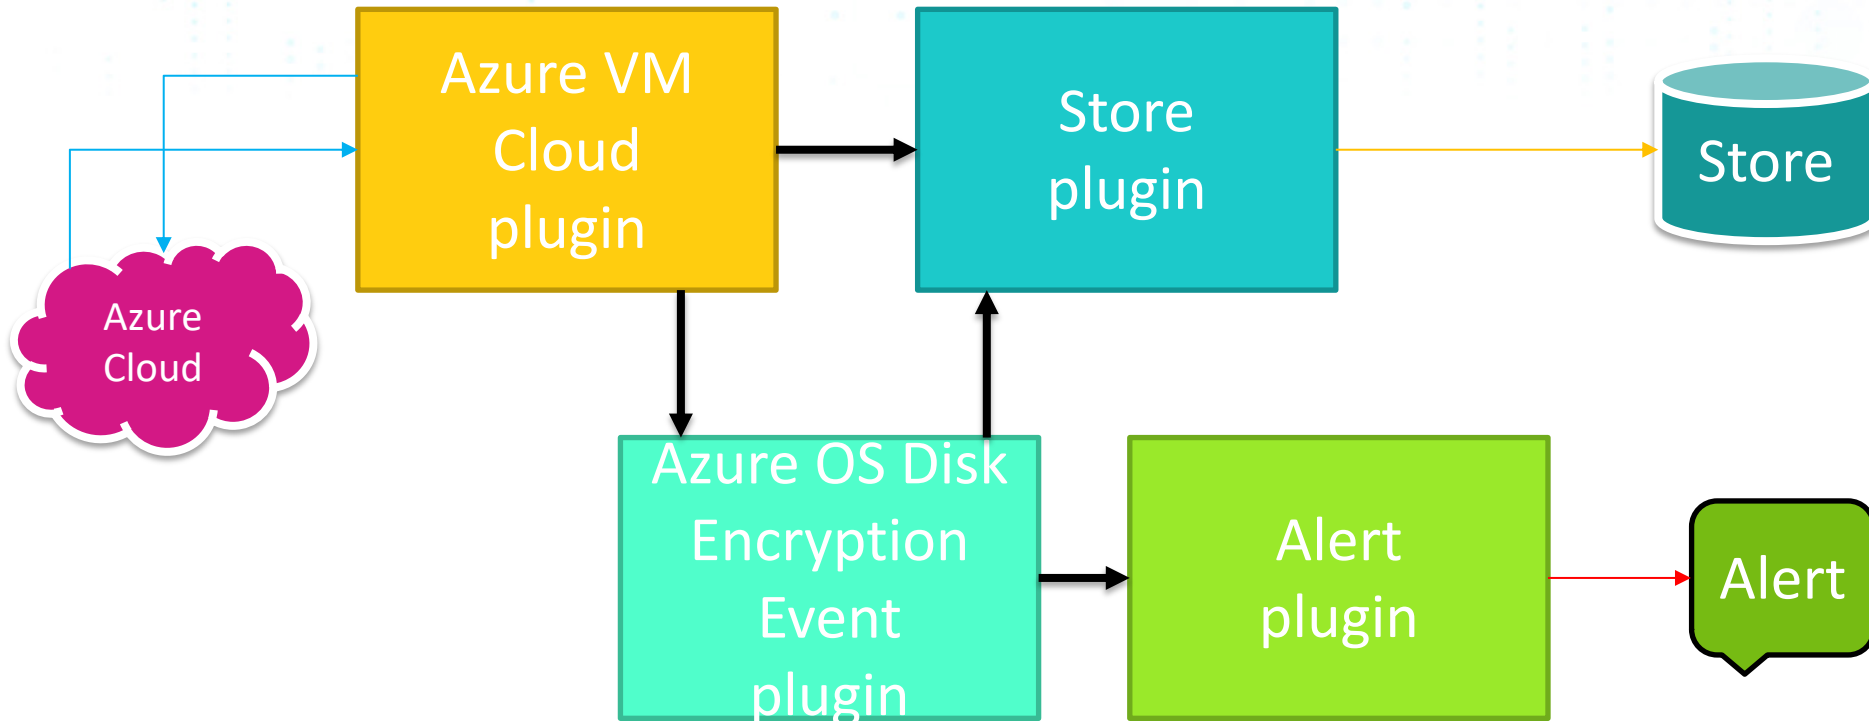 Azure VM
Cloud
plugin
Store
plugin
Store
Azure
Cloud
Azure OS Disk
Encryption
Event
plugin
Alert
plugin
Alert